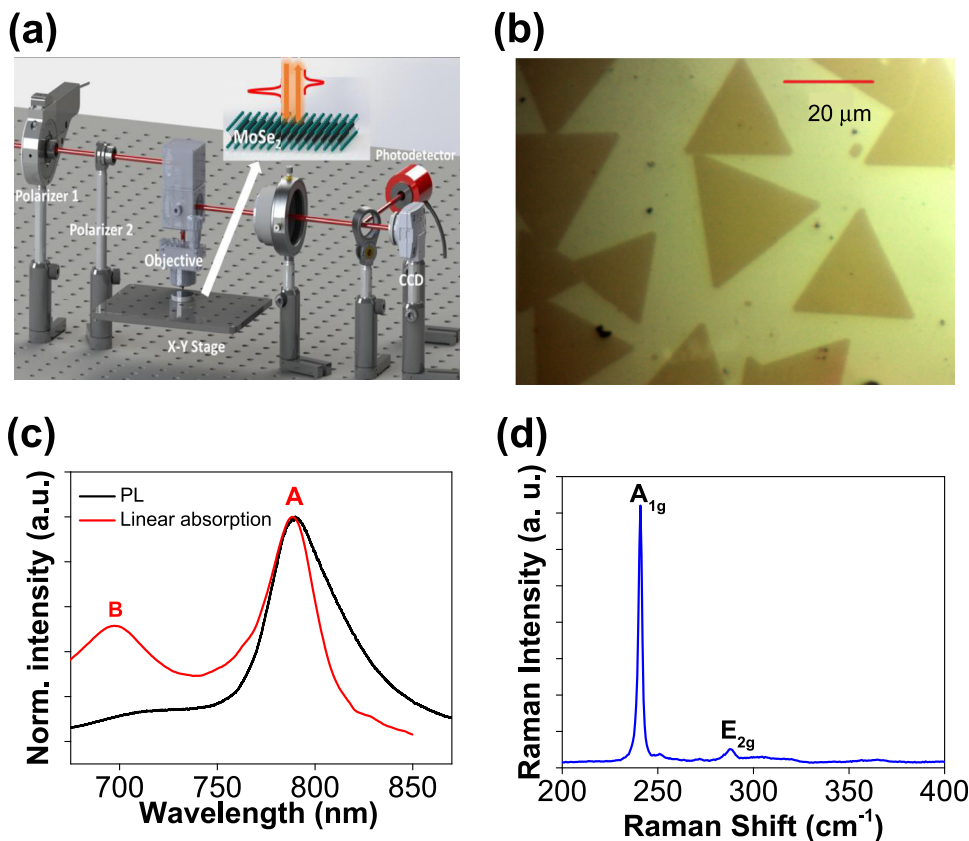 (a)
MoSe2
Photodetector
Polarizer 1
Polarizer 2
Objective
CCD
X-Y Stage
(b)
20 μm
(c)
Norm. intensity (a.u.)
PL
Linear absorption
A
B
700 750 800 850
Wavelength (nm)
(d)
Raman Intensity (a. u.)
A1g
E2g
200 250 300 350 400
Raman Shift (cm-1)